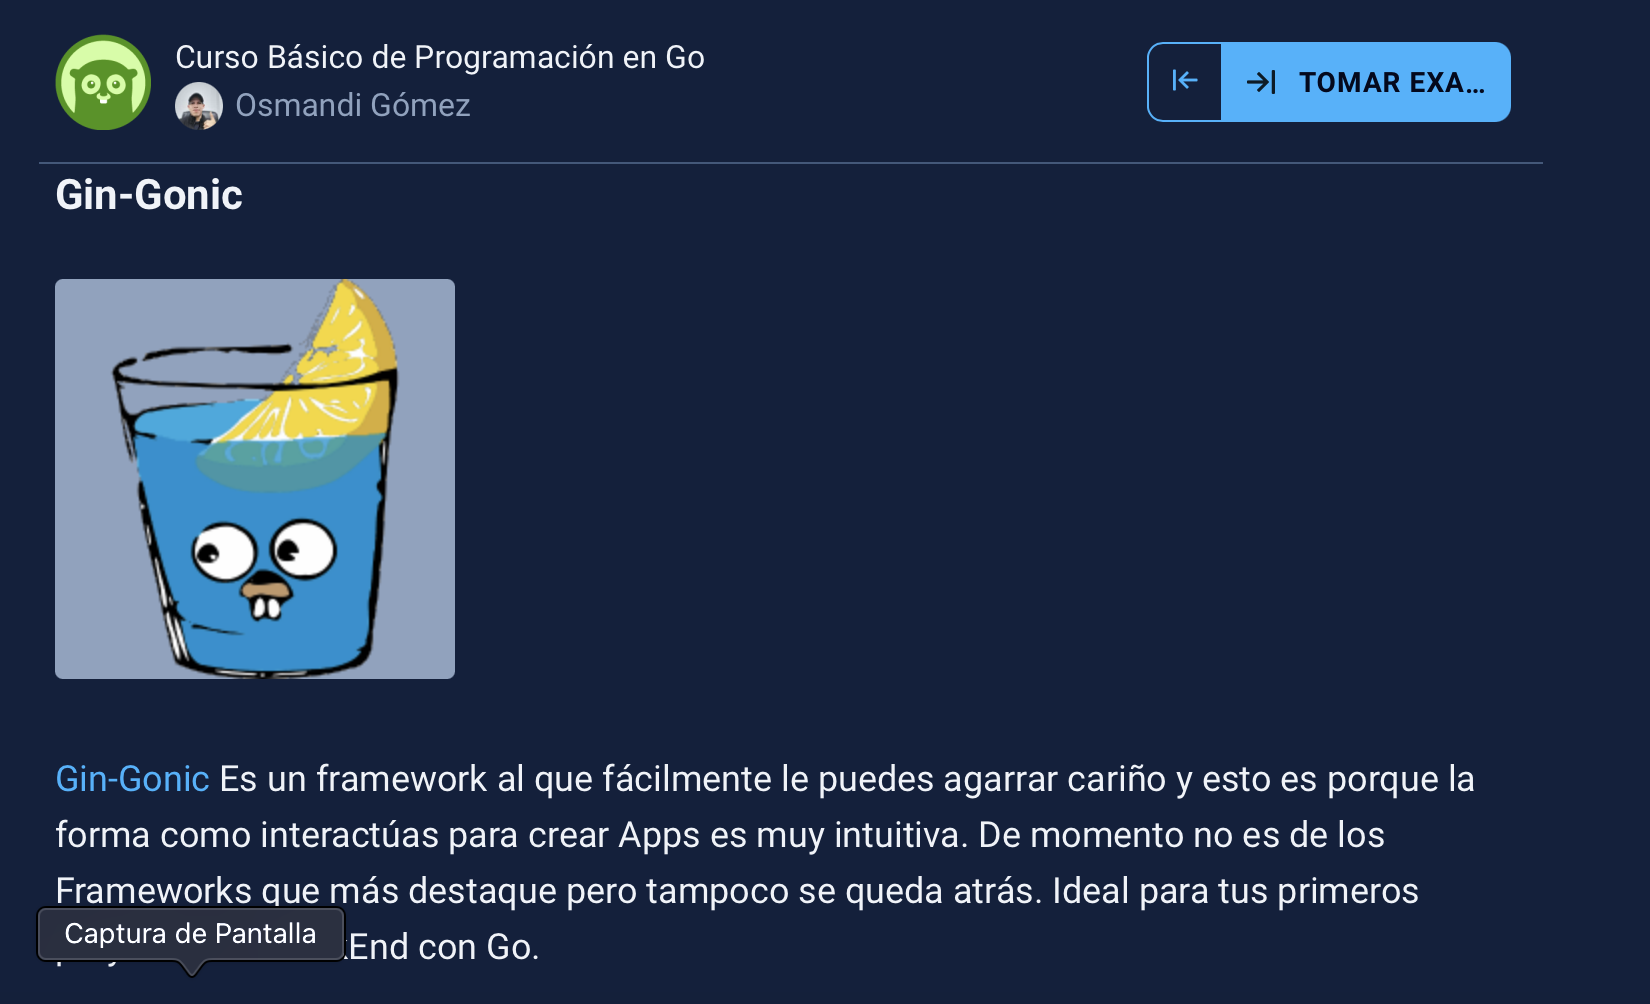 Curso Básico de Programación en Go
Osmandi Gómez
TOMAR EXA...
Gin-Gonic
Gin-Gonic Es un framework al que fácilmente le puedes agarrar cariño y esto es porque la
forma como interactúas para crear Apps es muy intuitiva. De momento no es de los
Frameworks que más destaque pero tampoco se queda atrás. Ideal para tus primeros
End con Go.
Captura de Pantalla